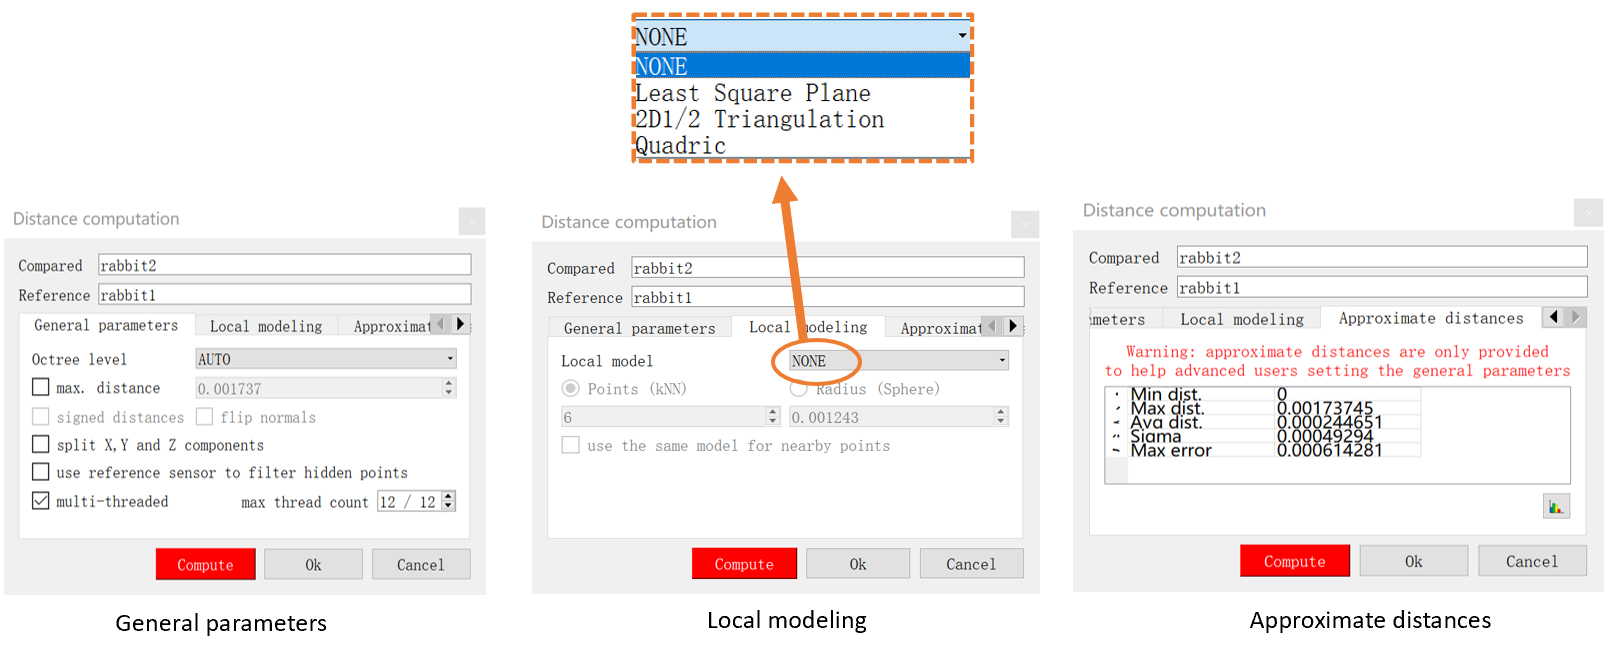 NONE
NONE
Least Square Plane
2D1/2 Triangulation
Quadric
Distance computation
Compared rabbit2
Reference rabbit1
General parameters Local modeling Approximat
Octree level AUTO
max. distance 0.001737
signed distances flip normals
split X,Y and Z components
use reference sensor to filter hidden points
multi-threaded max thread count 12 / 12
Compute Ok Cancel
General parameters
Distance computation
Compared rabbit2
Reference rabbit1
General parameters Local modeling Approximat
Local model NONE
Points (kNN) Radius (Sphere)
6 0.001243
use the same model for nearby points
Compute Ok Cancel
Local modeling
Distance computation
Compared rabbit2
Reference rabbit1
meters Local modeling Approximate distances
Warning: approximate distances are only provided
to help advanced users setting the general parameters
Min dist. 0
Max dist. 0.00173745
Avg dist. 0.000244651
Sigma 0.00049294
Max error 0.000614281
Compute Ok Cancel
Approximate distances